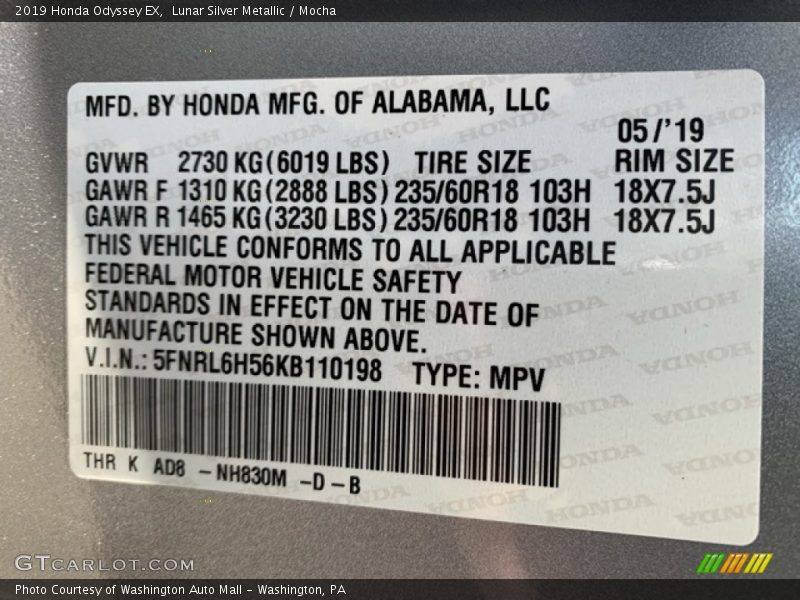 2019 Honda Odyssey EX,  Lunar Silver Metallic / Mocha
MFD. BY HONDA MFG. OF ALABAMA, LLC
05/'19
GVWR 2730 KG(6019 LBS) TIRE SIZE RIM SIZE
GAWR F 1310 KG(2888 LBS) 235/60R18 103H 18X7.5J
GAWR R 1465 KG(3230 LBS) 235/60R18 103H 18X7.5J
THIS VEHICLE CONFORMS TO ALL APPLICABLE
FEDERAL MOTOR VEHICLE SAFETY
STANDARDS IN EFFECT ON THE DATE OF
MANUFACTURE SHOWN ABOVE.
V.I.N.: 5FNRL6H56KB110198 TYPE: MPV
THR K AD8 -NH830M -D-B
GTCARLOT.COM
Photo Courtesy of Washington Auto Mall - Washington, PA